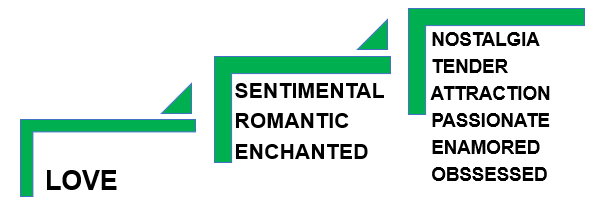 LOVE
SENTIMENTAL
ROMANTIC
ENCHANTED
NOSTALGIA
TENDER
ATTRACTION
PASSIONATE
ENAMORED
OBSSESSED